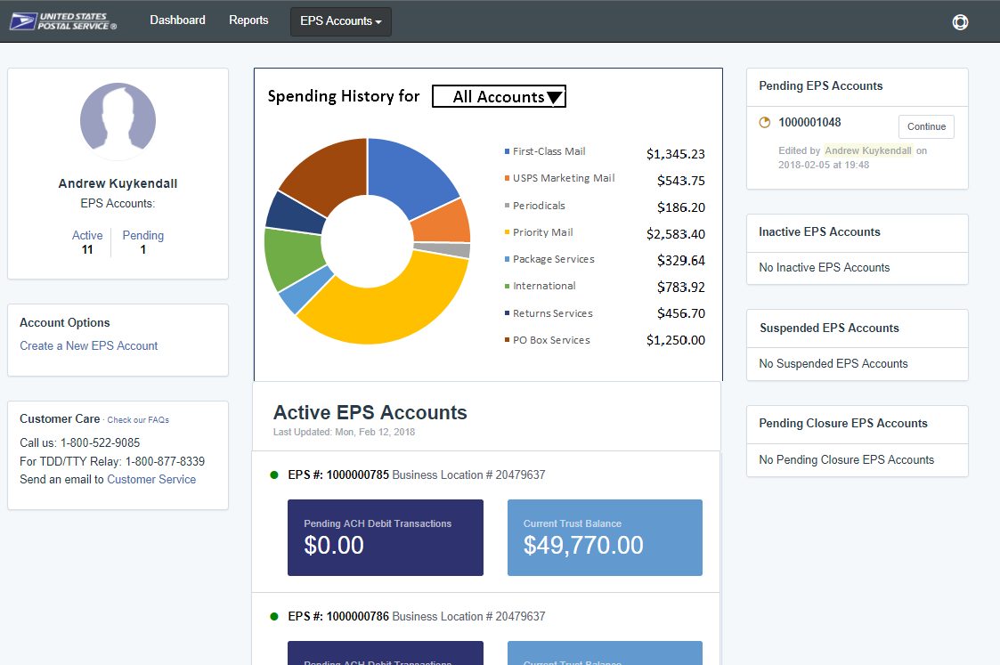 UNITED STATES
POSTAL SERVICE ®
Dashboard
Reports
EPS Accounts
Andrew Kuykendall
EPS Accounts:
Active
11
Pending
1
Account Options
Create a New EPS Account
Customer Care · Check our FAQs
Call us: 1-800-522-9085
For TDD/TTY Relay: 1-800-877-8339
Send an email to Customer Service
Spending History for All Accounts
First-Class Mail $1,345.23
USPS Marketing Mail $543.75
Periodicals $186.20
Priority Mail $2,583.40
Package Services $329.64
International $783.92
Returns Services $456.70
PO Box Services $1,250.00
Active EPS Accounts
Last Updated: Mon, Feb 12, 2018
EPS #: 1000000785 Business Location # 20479637
Pending ACH Debit Transactions
$0.00
Current Trust Balance
$49,770.00
EPS #: 1000000786 Business Location # 20479637
Pending ACH Debit Transactions
Current Trust Balance
Pending EPS Accounts
1000001048
Continue
Edited by Andrew Kuykendall on
2018-02-05 at 19:48
Inactive EPS Accounts
No Inactive EPS Accounts
Suspended EPS Accounts
No Suspended EPS Accounts
Pending Closure EPS Accounts
No Pending Closure EPS Accounts